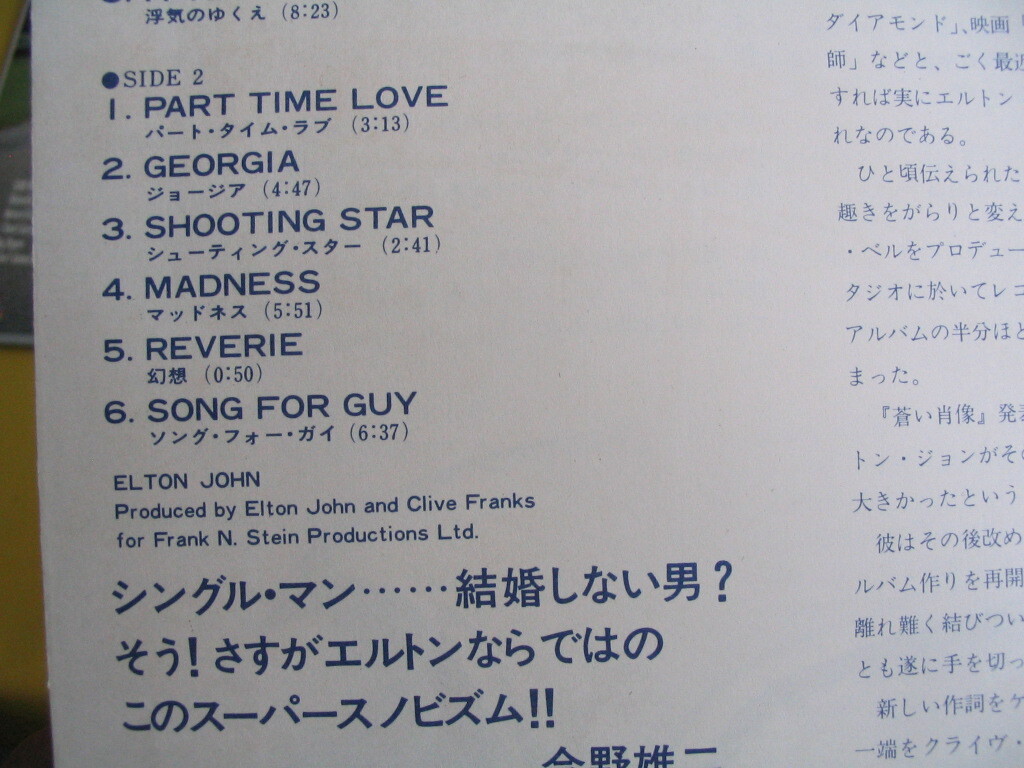 浮気のゆくえ (8:23)
●SIDE 2
1. PART TIME LOVE
パート・タイム・ラブ (3:13)
2. GEORGIA
ジョージア (4:47)
3. SHOOTING STAR
シューティング・スター (2:41)
4. MADNESS
マッドネス (5:51)
5. REVERIE
幻想 (0:50)
6. SONG FOR GUY
ソング・フォー・ガイ (6:37)
ELTON JOHN
Produced by Elton John and Clive Franks
for Frank N. Stein Productions Ltd.
シングル・マン……結婚しない男？
そう！さすがエルトンならではの
このスーパースノビズム!!
今野雄二
ダイアモンド」、映画「
師」などと、ごく最近
すれば実にエルトン
れなのである。
ひと頃伝えられた
趣きをがらりと変え
・ベルをプロデュー
タジオに於いてレコ
アルバムの半分ほど
まった。
『蒼い肖像』発表
トン・ジョンがその
大きかったという
彼はその後改め
ルバム作りを再開
離れ難く結びつい
とも遂に手を切っ
新しい作詞をゲ
一端をクライヴ・